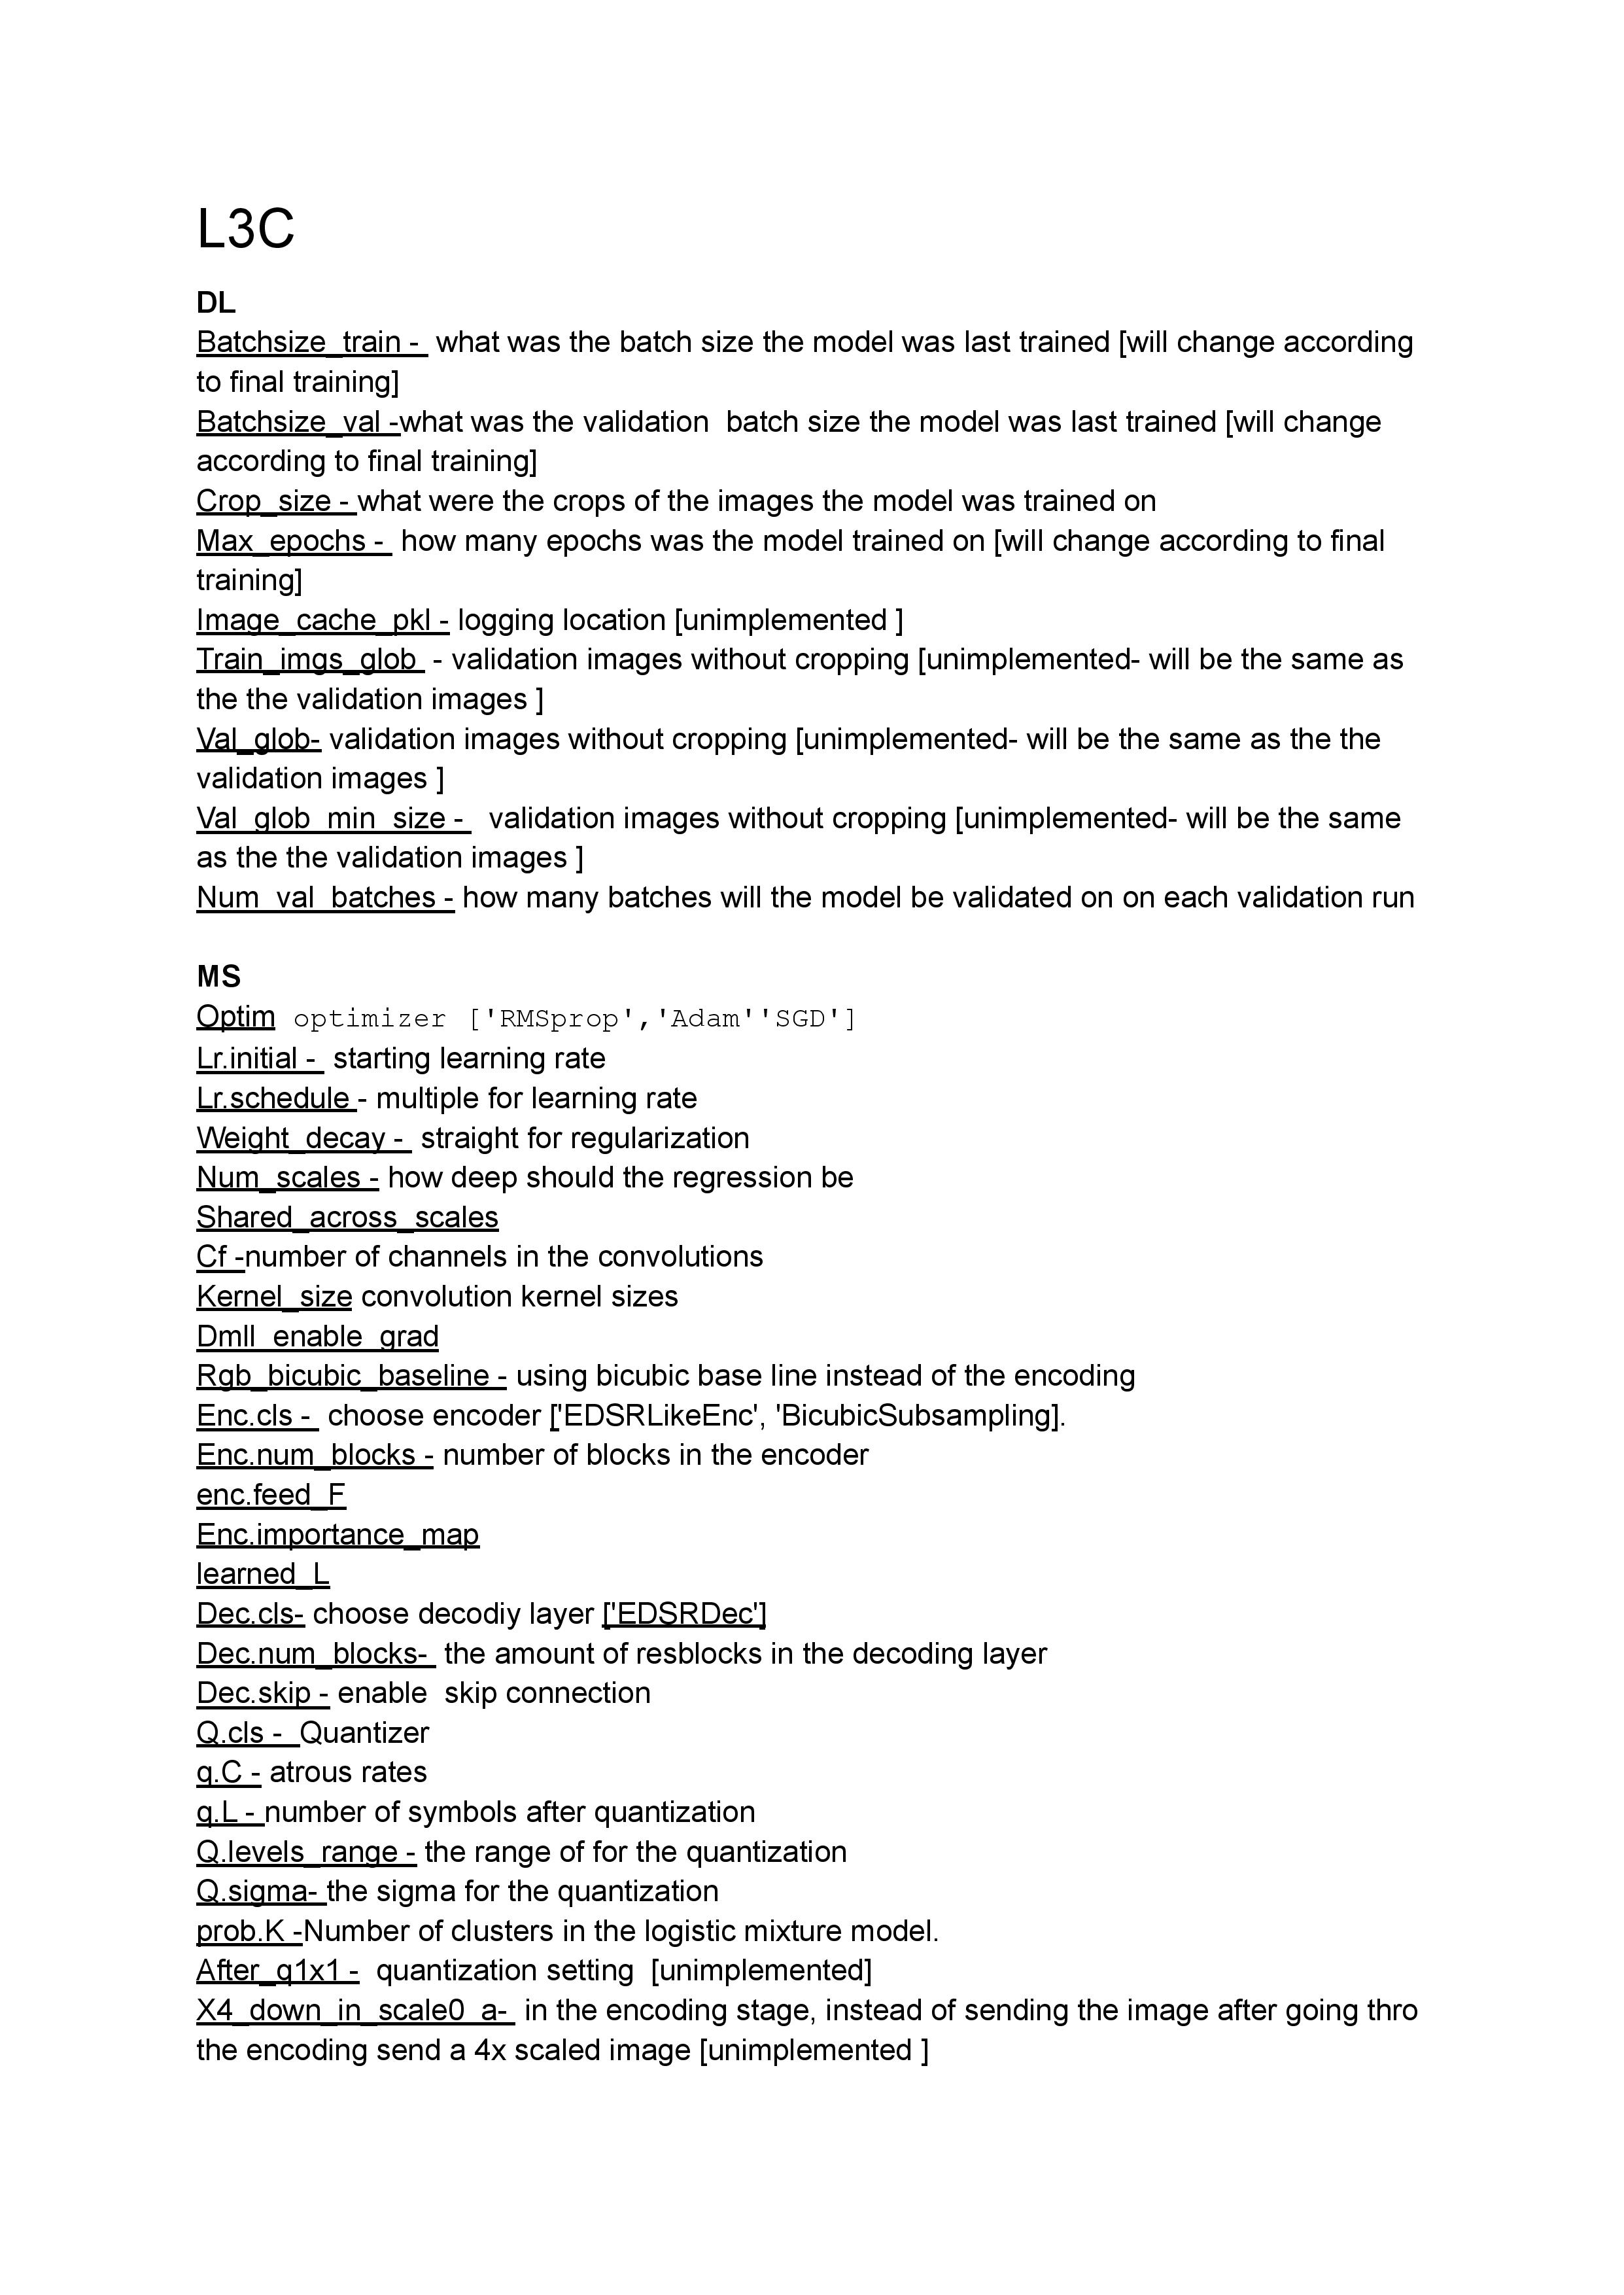 L3C
DL
Batchsize_train -  what was the batch size the model was last trained [will change according
to final training]
Batchsize_val -what was the validation  batch size the model was last trained [will change
according to final training]
Crop_size - what were the crops of the images the model was trained on
Max_epochs -  how many epochs was the model trained on [will change according to final
training]
Image_cache_pkl - logging location [unimplemented ]
Train_imgs_glob  - validation images without cropping [unimplemented- will be the same as
the the validation images ]
Val_glob- validation images without cropping [unimplemented- will be the same as the the
validation images ]
Val_glob_min_size -   validation images without cropping [unimplemented- will be the same
as the the validation images ]
Num_val_batches - how many batches will the model be validated on on each validation run
MS
Optim optimizer ['RMSprop','Adam''SGD']
Lr.initial -  starting learning rate
Lr.schedule - multiple for learning rate
Weight_decay -  straight for regularization
Num_scales - how deep should the regression be
Shared_across_scales
Cf -number of channels in the convolutions
Kernel_size convolution kernel sizes
Dmll_enable_grad
Rgb_bicubic_baseline - using bicubic base line instead of the encoding
Enc.cls -  choose encoder ['EDSRLikeEnc', 'BicubicSubsampling].
Enc.num_blocks - number of blocks in the encoder
enc.feed_F
Enc.importance_map
learned_L
Dec.cls- choose decodiy layer ['EDSRDec']
Dec.num_blocks-  the amount of resblocks in the decoding layer
Dec.skip - enable  skip connection
Q.cls -  Quantizer
q.C - atrous rates
q.L - number of symbols after quantization
Q.levels_range - the range of for the quantization
Q.sigma- the sigma for the quantization
prob.K -Number of clusters in the logistic mixture model.
After_q1x1 -  quantization setting  [unimplemented]
X4_down_in_scale0_a-  in the encoding stage, instead of sending the image after going thro
the encoding send a 4x scaled image [unimplemented ]